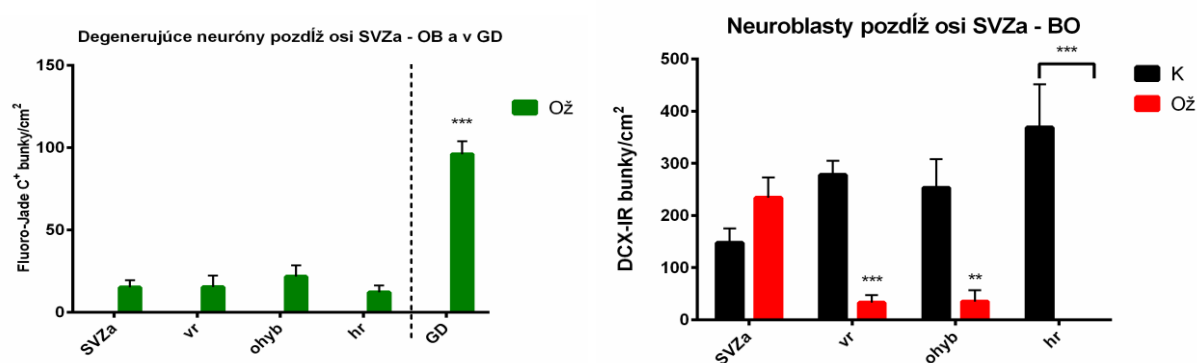 Degenerujúce neuróny pozdĺž osi SVZa - OB a v GD
Fluoro-Jade C⁺ bunky/cm²
150
100
50
0
***
SVZa
vr
ohyb
hr
GD
Ož
Neuroblasty pozdĺž osi SVZa - BO
DCX-IR bunky/cm²
500
400
300
200
100
0
***
**
***
SVZa
vr
ohyb
hr
K
Ož